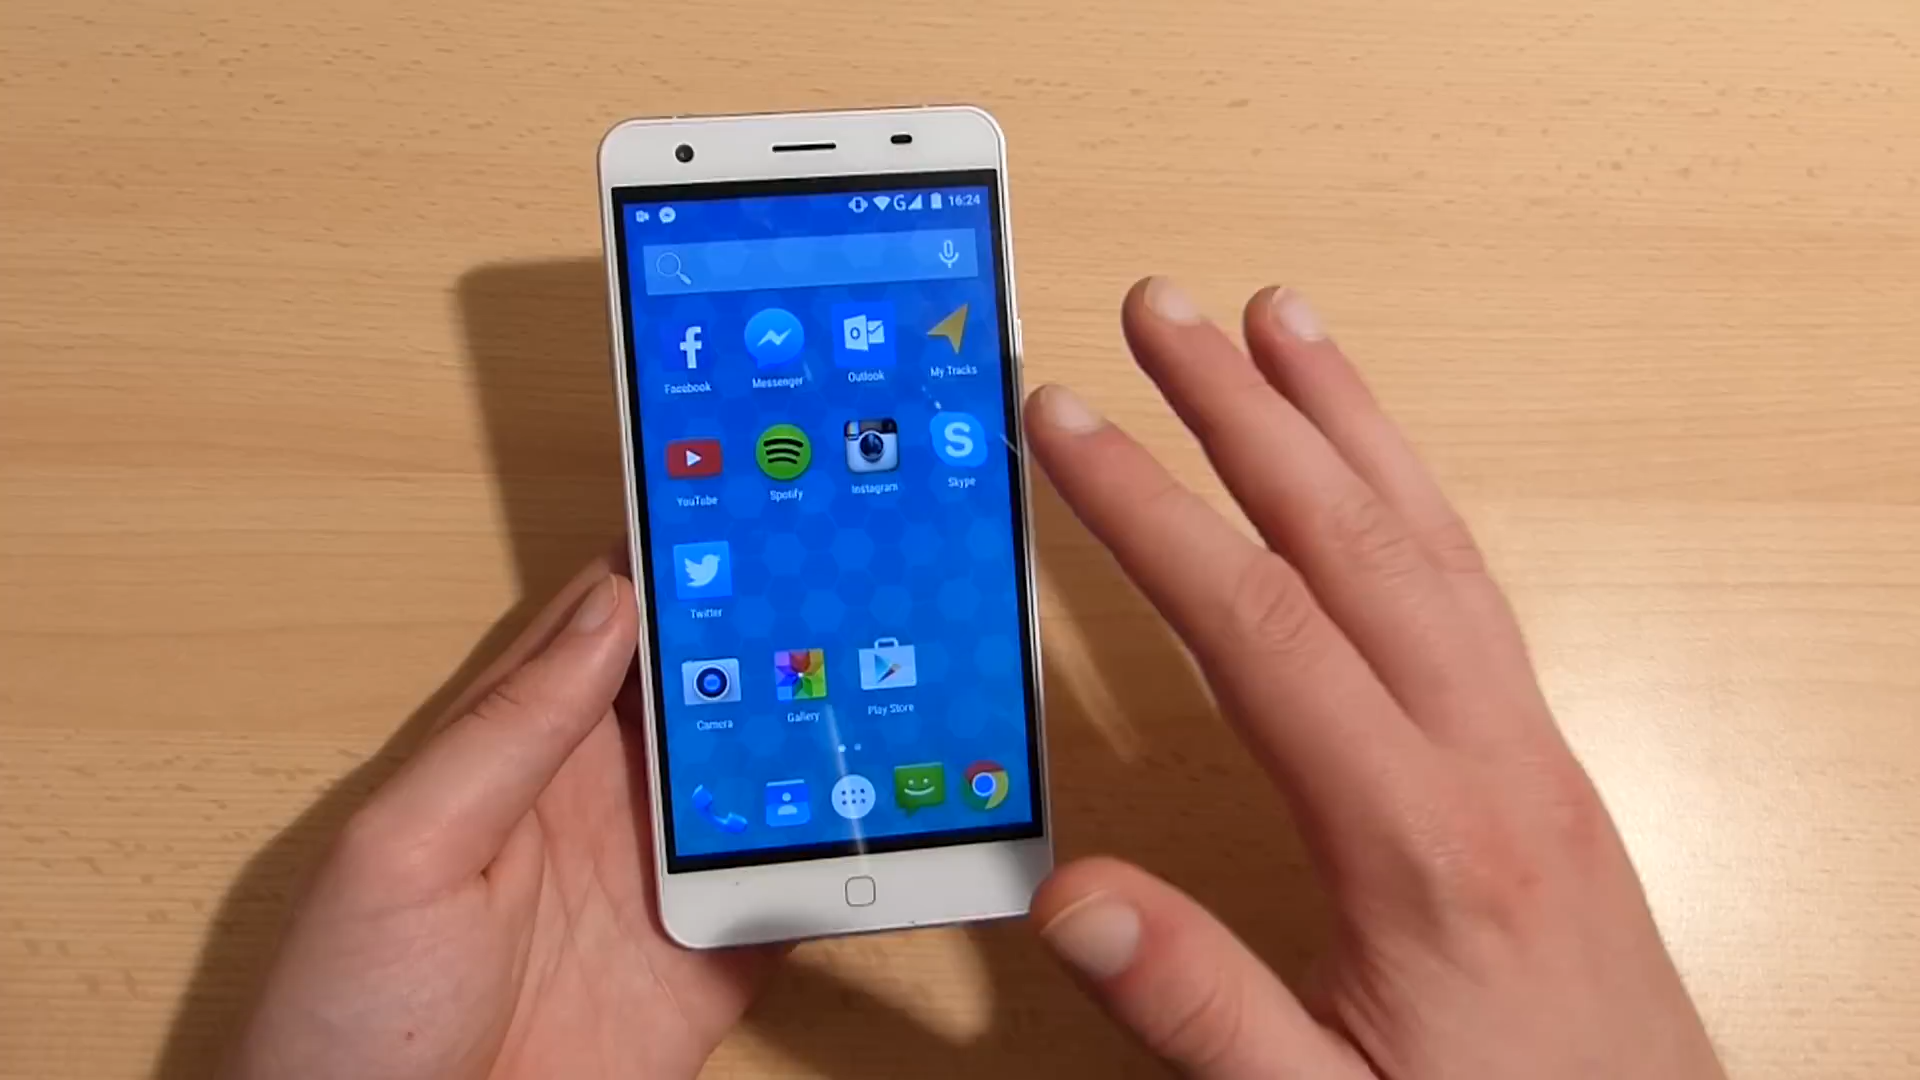 G 16:24
Facebook
Messenger
Outlook
My Tracks
YouTube
Spotify
Instagram
Skype
Twitter
Camera
Gallery
Play Store